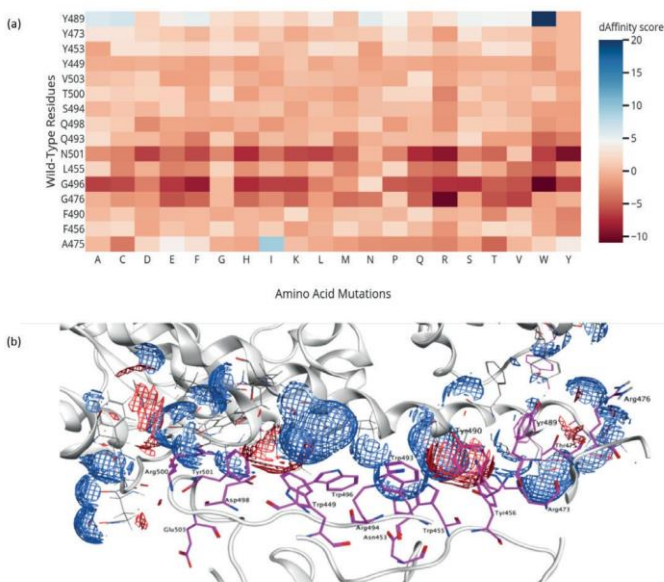 (a)
dAffinity score
Wild-Type Residues
Y489
Y473
Y453
Y449
V503
T500
S494
Q498
Q493
N501
L455
G496
G476
F490
F456
A475
20
15
10
5
0
−5
−10
A C D E F G H I K L M N P Q R S T V W Y
Amino Acid Mutations
(b)
Arg476
Tyr490
Tyr489
Trp493
Arg500
Tyr501
Trp496
Asp498
Trp449
Arg473
Tyr456
Arg494
Trp455
Glu503
Asn453